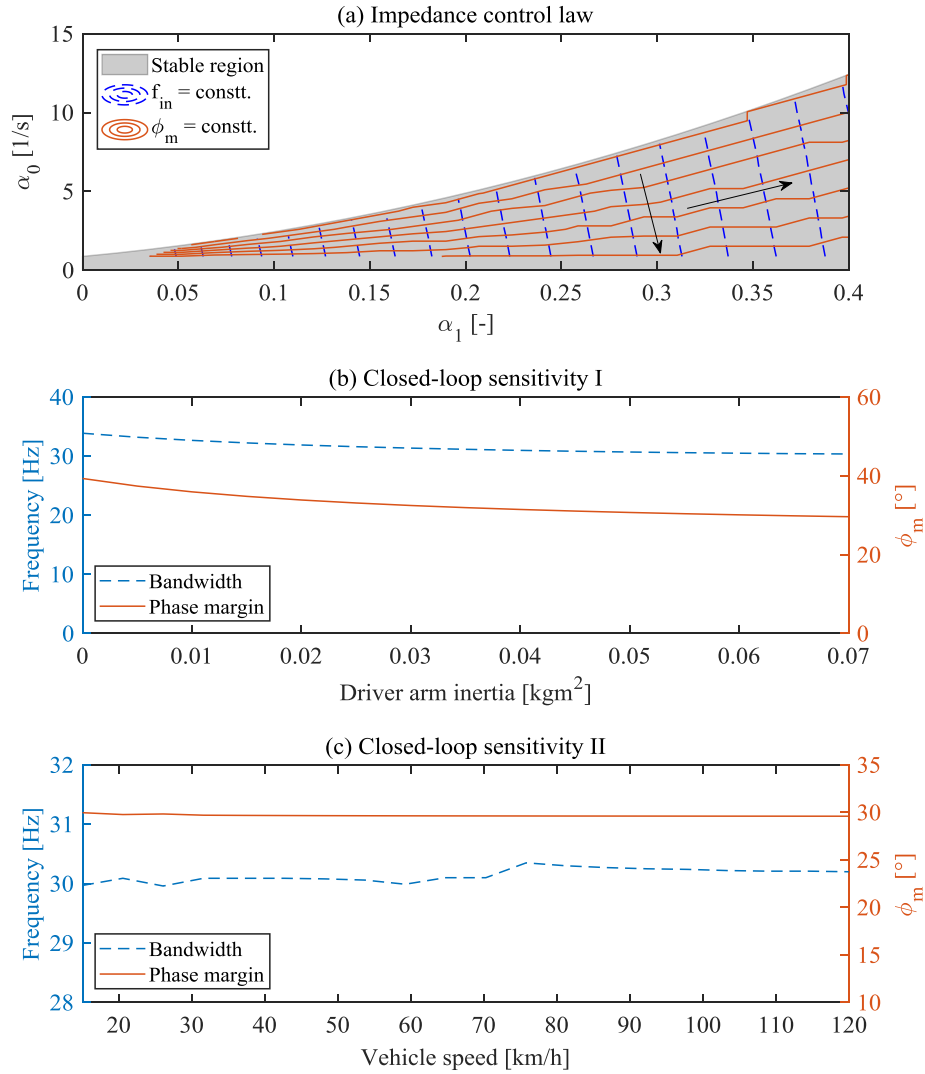 (a) Impedance control law
15
10
5
0
α0 [1/s]
Stable region
fin = constt.
ϕm = constt.
0 0.05 0.1 0.15 0.2 0.25 0.3 0.35 0.4
α1 [-]
(b) Closed-loop sensitivity I
40
30
20
10
0
Frequency [Hz]
60
40
20
0
ϕm [°]
Bandwidth
Phase margin
0 0.01 0.02 0.03 0.04 0.05 0.06 0.07
Driver arm inertia [kgm²]
(c) Closed-loop sensitivity II
32
31
30
29
28
Frequency [Hz]
35
30
25
20
15
10
ϕm [°]
Bandwidth
Phase margin
20 30 40 50 60 70 80 90 100 110 120
Vehicle speed [km/h]